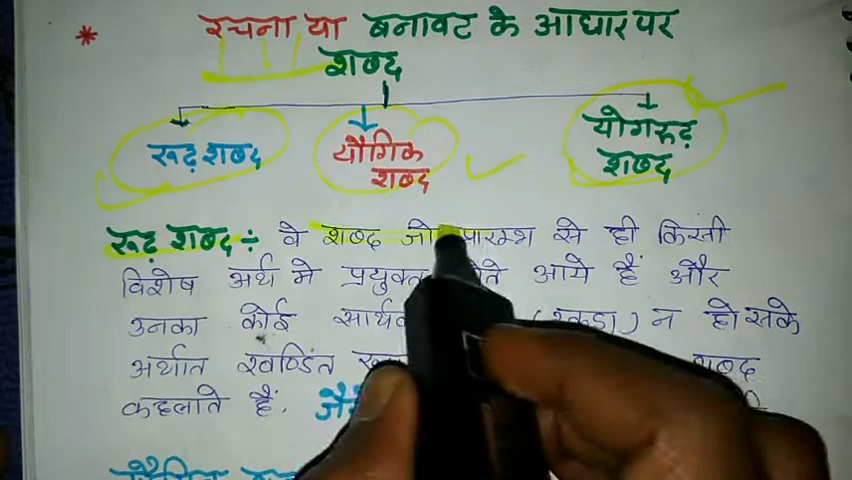 * रचना या बनावट के आधार पर
शब्द
रूढ़ शब्द यौगिक शब्द योगरूढ़ शब्द
रूढ़ शब्द ÷ वे शब्द जो प्रारम्भ से ही किसी
विशेष अर्थ मे प्रयुक्त होते आये हैं और
उनका कोई न हो सके
अर्थात खण्डित शब्द
कहलाते हैं.